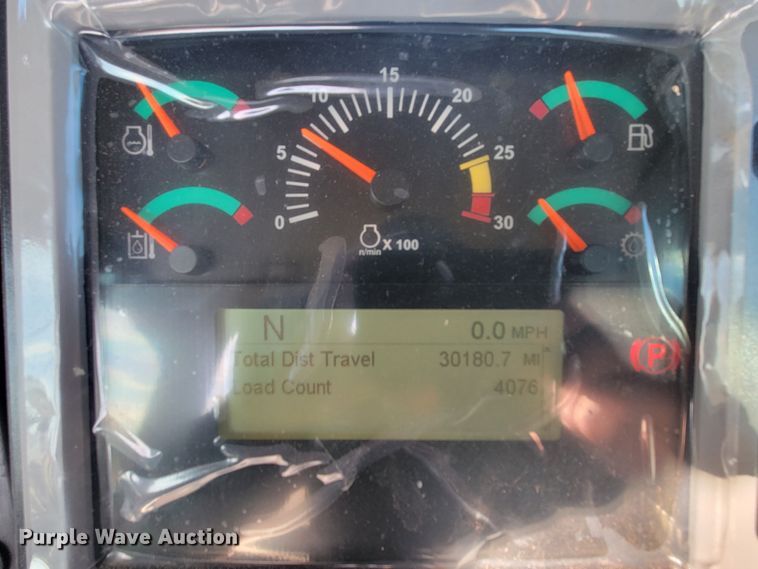 15
10
20
5
25
0
30
n/min
X 100
N 0.0 MPH
Total Dist Travel 30180.7 MI
Load Count 4076
P
Purple Wave Auction